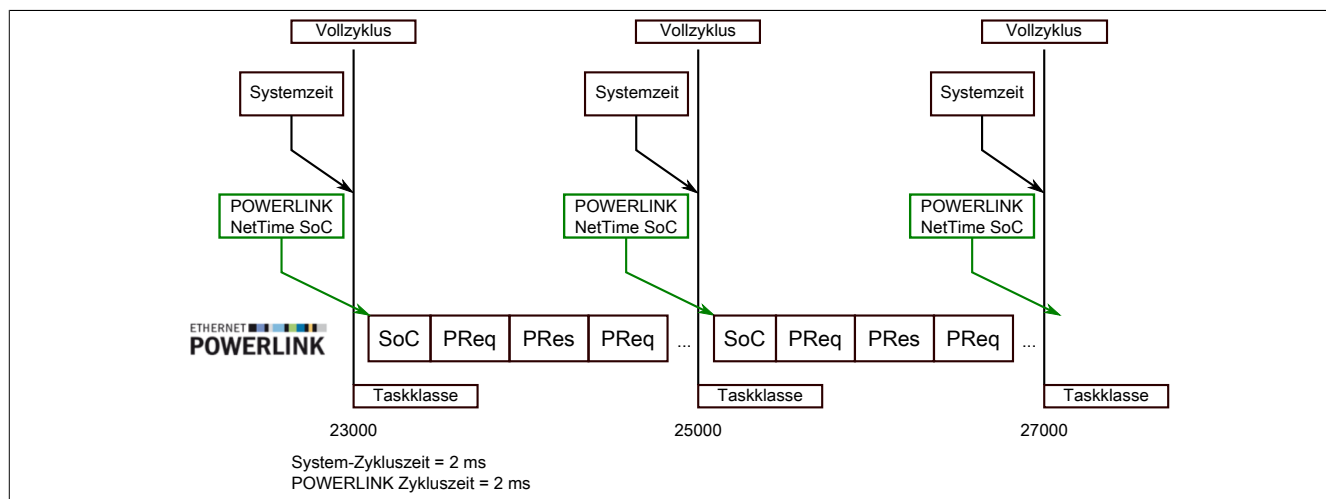 Vollzyklus Vollzyklus Vollzyklus
Systemzeit Systemzeit Systemzeit
POWERLINK POWERLINK POWERLINK
NetTime SoC NetTime SoC NetTime SoC
ETHERNET
POWERLINK SoC PReq PRes PReq ... SoC PReq PRes PReq ...
Taskklasse Taskklasse Taskklasse
23000 25000 27000
System-Zykluszeit = 2 ms
POWERLINK Zykluszeit = 2 ms